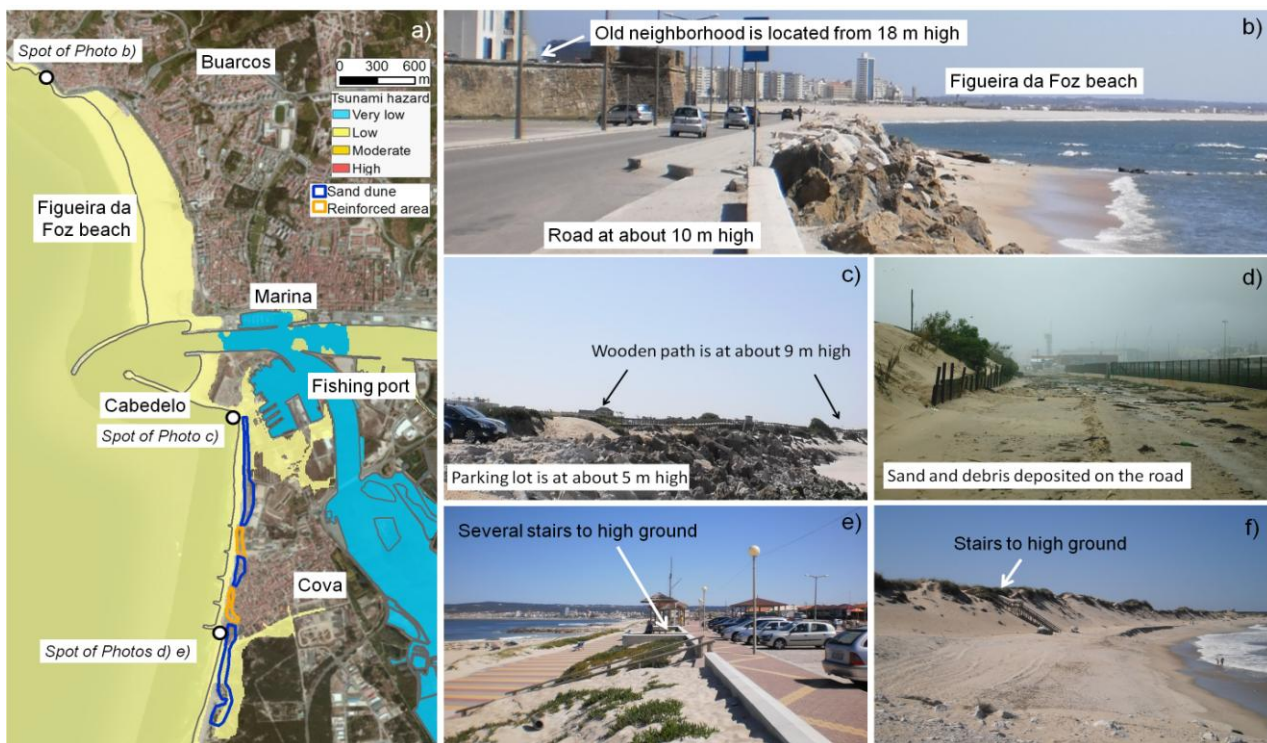 a)
Spot of Photo b)
Buarcos
0 300 600
m
Tsunami hazard
Very low
Low
Moderate
High
Sand dune
Reinforced area
Figueira da
Foz beach
Marina
Fishing port
Cabedelo
Spot of Photo c)
Cova
Spot of Photos d) e)
b)
Old neighborhood is located from 18 m high
Figueira da Foz beach
Road at about 10 m high
c)
Wooden path is at about 9 m high
Parking lot is at about 5 m high
d)
Sand and debris deposited on the road
e)
Several stairs to high ground
f)
Stairs to high ground